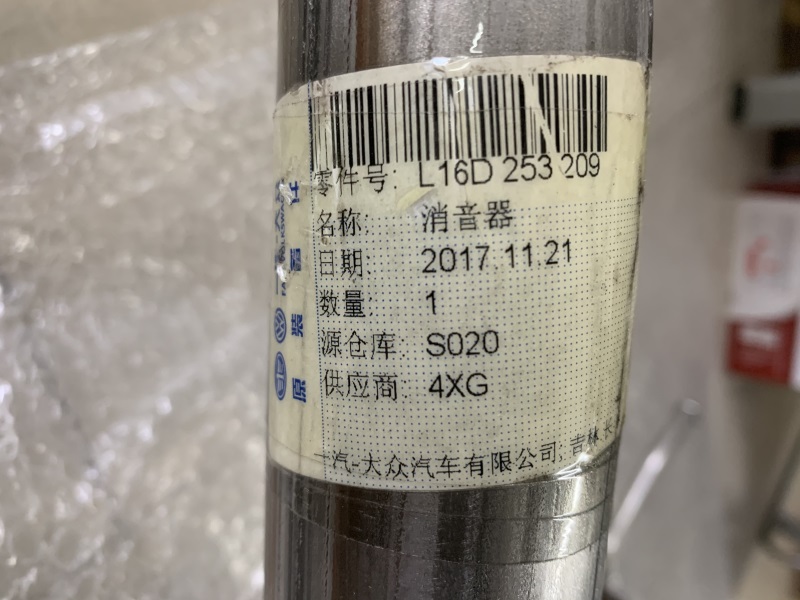 零件号: L16D 253 209
名称: 消音器
日期: 2017.11.21
数量: 1
源仓库: S020
供应商: 4XG
一汽-大众汽车有限公司, 吉林